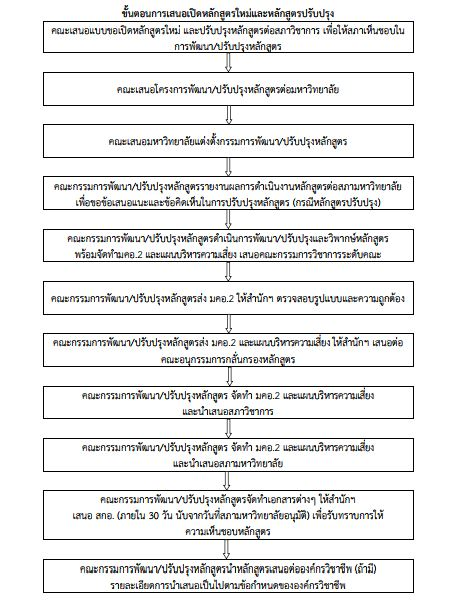 ขั้นตอนการเสนอเปิดหลักสูตรใหม่และหลักสูตรปรับปรุง
คณะเสนอแบบขอเปิดหลักสูตรใหม่ และปรับปรุงหลักสูตรต่อสภาวิชาการ เพื่อให้สภาเห็นชอบใน
การพัฒนา/ปรับปรุงหลักสูตร
คณะเสนอโครงการพัฒนา/ปรับปรุงหลักสูตรต่อมหาวิทยาลัย
คณะเสนอมหาวิทยาลัยแต่งตั้งกรรมการพัฒนา/ปรับปรุงหลักสูตร
คณะกรรมการพัฒนา/ปรับปรุงหลักสูตรรายงานผลการดำเนินงานหลักสูตรต่อสภามหาวิทยาลัย
เพื่อขอข้อเสนอแนะและข้อคิดเห็นในการปรับปรุงหลักสูตร (กรณีหลักสูตรปรับปรุง)
คณะกรรมการพัฒนา/ปรับปรุงหลักสูตรดำเนินการพัฒนา/ปรับปรุงและวิพากษ์หลักสูตร
พร้อมจัดทำมคอ.2 และแผนบริหารความเสี่ยง เสนอคณะกรรมการวิชาการระดับคณะ
คณะกรรมการพัฒนา/ปรับปรุงหลักสูตรส่ง มคอ.2 ให้สำนักฯ ตรวจสอบรูปแบบและความถูกต้อง
คณะกรรมการพัฒนา/ปรับปรุงหลักสูตรส่ง มคอ.2 และแผนบริหารความเสี่ยง ให้สำนักฯ เสนอต่อ
คณะอนุกรรมการกลั่นกรองหลักสูตร
คณะกรรมการพัฒนา/ปรับปรุงหลักสูตร จัดทำ มคอ.2 และแผนบริหารความเสี่ยง
และนำเสนอสภาวิชาการ
คณะกรรมการพัฒนา/ปรับปรุงหลักสูตร จัดทำ มคอ.2 และแผนบริหารความเสี่ยง
และนำเสนอสภามหาวิทยาลัย
คณะกรรมการพัฒนา/ปรับปรุงหลักสูตรจัดทำเอกสารต่างๆ ให้สำนักฯ
เสนอ สกอ. (ภายใน 30 วัน นับจากวันที่สภามหาวิทยาลัยอนุมัติ) เพื่อรับทราบการให้
ความเห็นชอบหลักสูตร
คณะกรรมการพัฒนา/ปรับปรุงหลักสูตรนำหลักสูตรเสนอต่อองค์กรวิชาชีพ (ถ้ามี)
รายละเอียดการนำเสนอเป็นไปตามข้อกำหนดขององค์กรวิชาชีพ